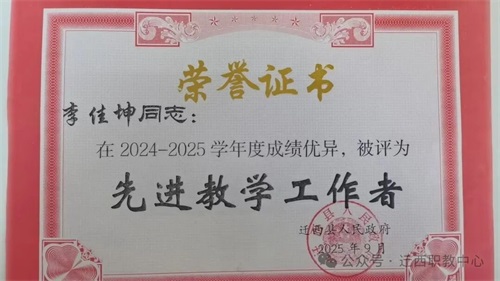 荣誉证书
李佳坤同志：
在2024-2025学年度成绩优异，被评为
先进教学工作者
迁西县人民政府
2025年9月
公众号·迁西职教中心